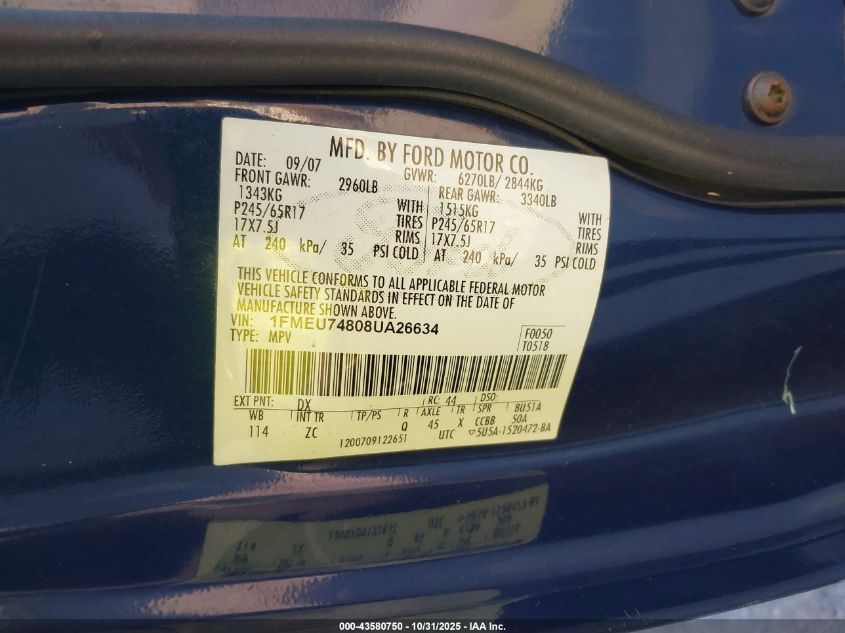 MFD. BY FORD MOTOR CO.
DATE: 09/07 GVWR: 6270LB/ 2844KG
FRONT GAWR: 2960LB REAR GAWR: 3340LB
1343KG WITH 1515KG WITH
P245/65R17 TIRES P245/65R17 TIRES
17X7.5J RIMS 17X7.5J RIMS
AT 240 kPa/ 35 PSI COLD AT 240 kPa/ 35 PSI COLD
THIS VEHICLE CONFORMS TO ALL APPLICABLE FEDERAL MOTOR
VEHICLE SAFETY STANDARDS IN EFFECT ON THE DATE OF
MANUFACTURE SHOWN ABOVE.
VIN: 1FMEU74808UA26634
TYPE: MPV
F0050
T0518
EXT PNT: DX RC: 44 DSO:
WB INT TR TP/PS R AXLE TR SPR BU51A
114 ZC Q 45 X CCBB 50A
1200709122651 UTC 5U5A-1520472-BA
000-43580750 - 10/31/2025 - IAA Inc.